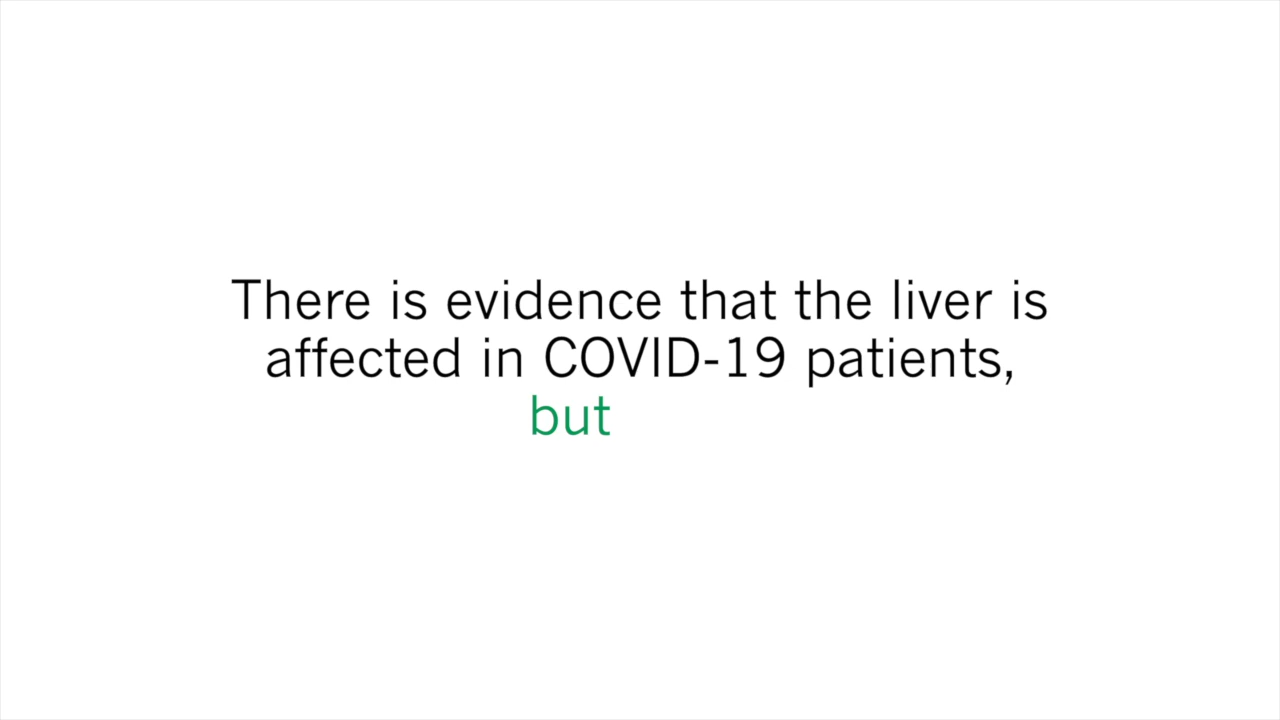 There is evidence that the liver is
affected in COVID-19 patients,
but